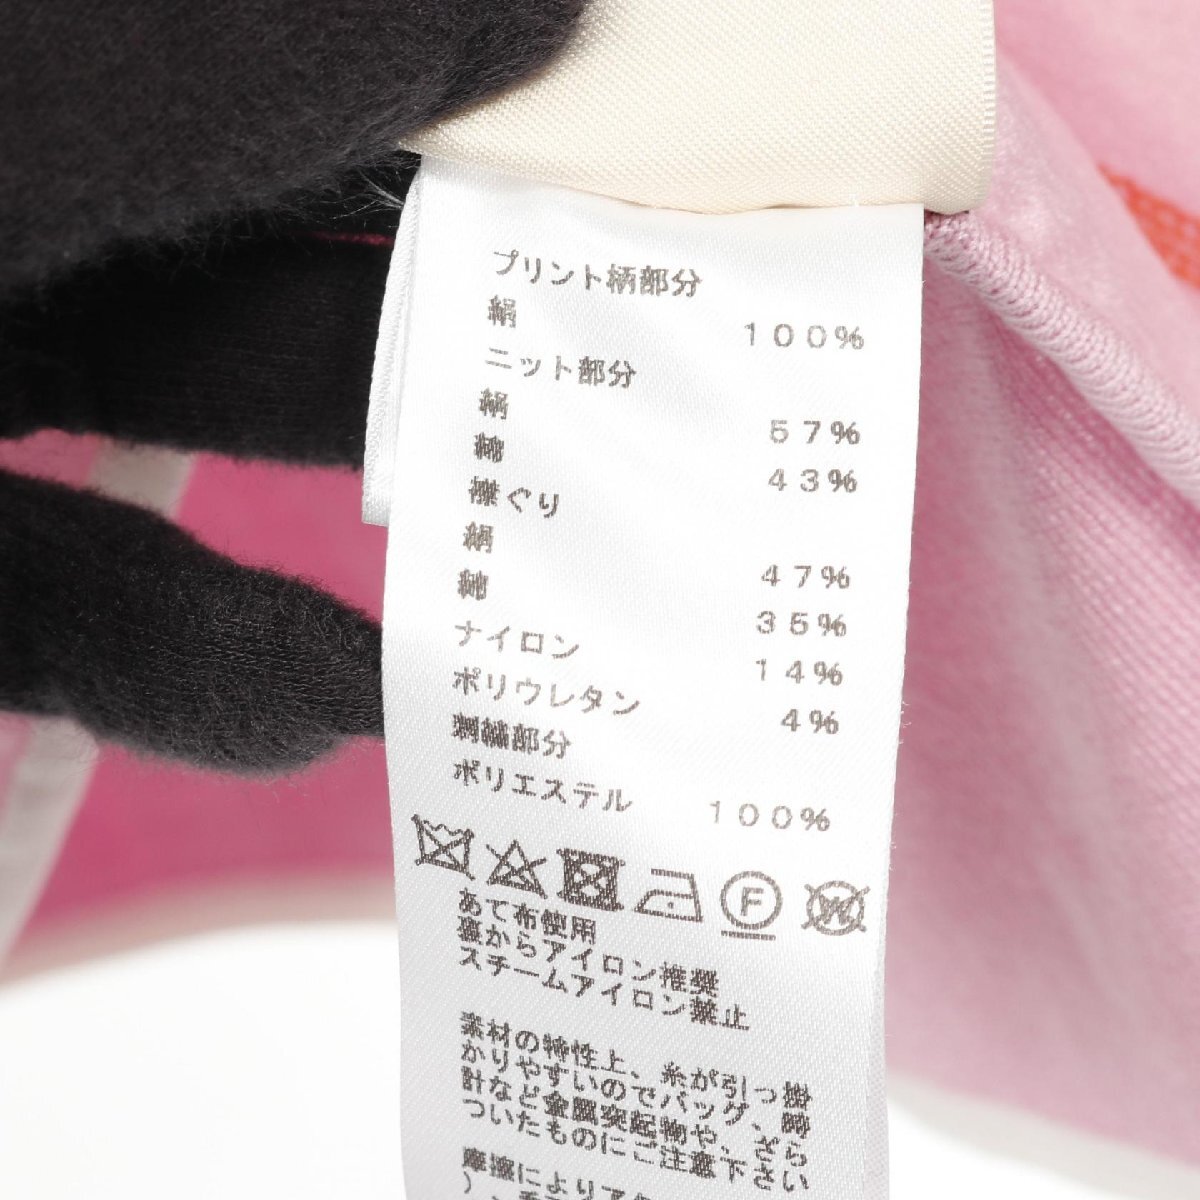 プリント柄部分
絹 100%
ニット部分
絹 57%
綿 43%
襟ぐり
絹 47%
綿 35%
ナイロン 14%
ポリウレタン 4%
刺繍部分
ポリエステル 100%
F W
あて布使用
裏からアイロン推奨
スチームアイロン禁止
素材の特性上、糸が引っ掛
かりやすいのでバッグ、時
計など金属突起物や、ざら
ついたものにご注意下さい
摩擦により